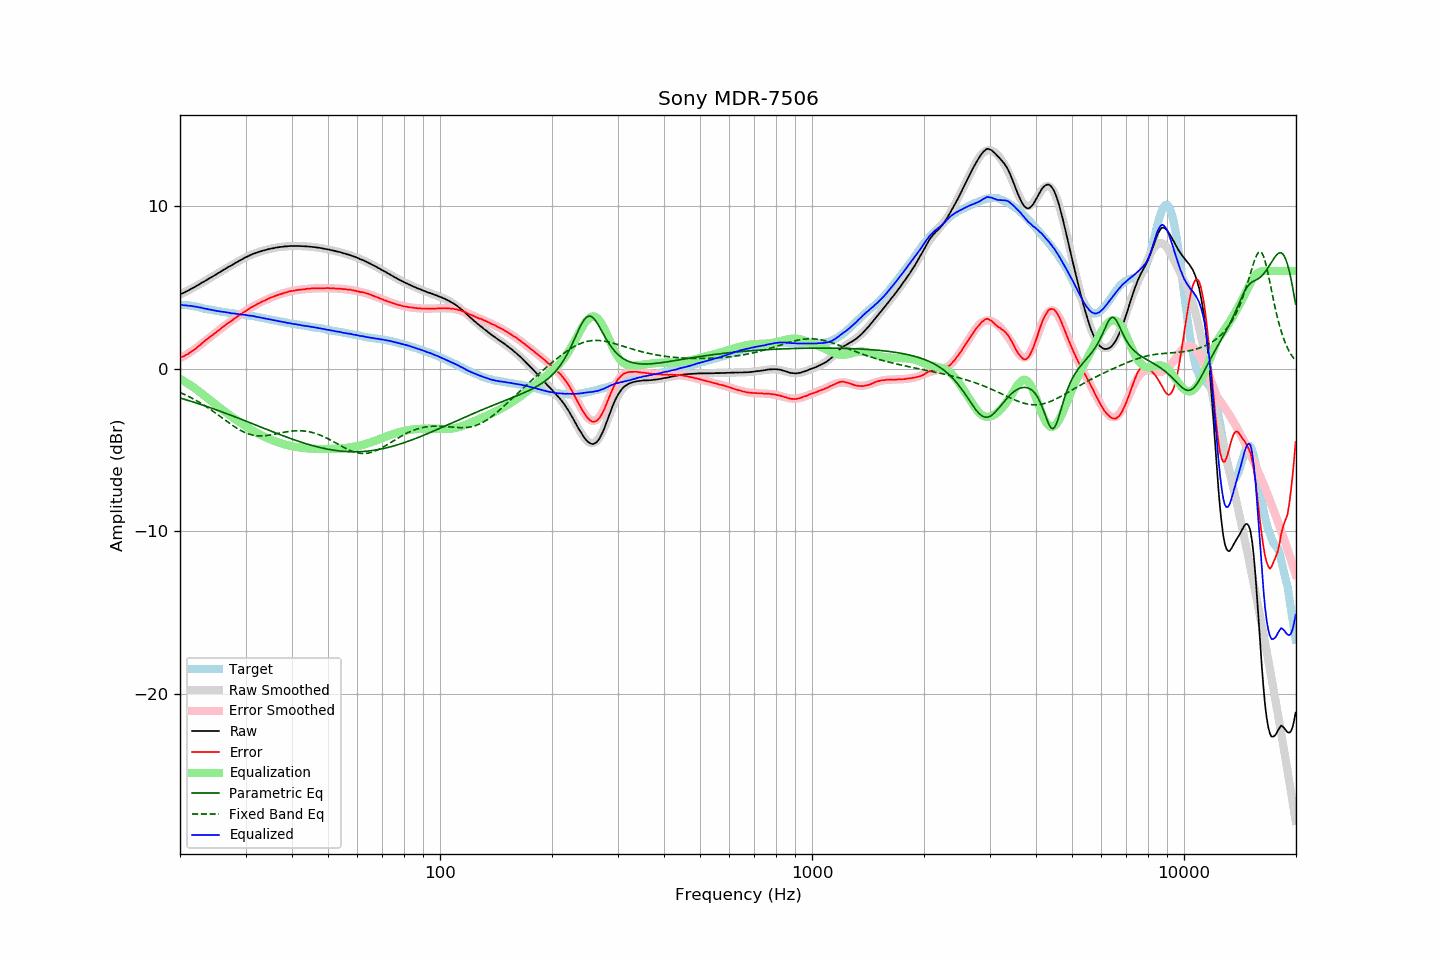 Sony MDR-7506
Amplitude (dBr)
10
0
−10
−20
Target
Raw Smoothed
Error Smoothed
Raw
Error
Equalization
Parametric Eq
Fixed Band Eq
Equalized
100
1000
10000
Frequency (Hz)